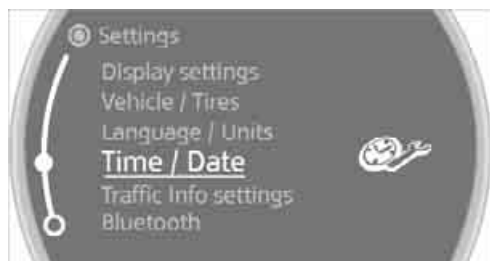 Settings
Display settings
Vehicle / Tires
Language / Units
Time / Date
Traffic Info settings
Bluetooth